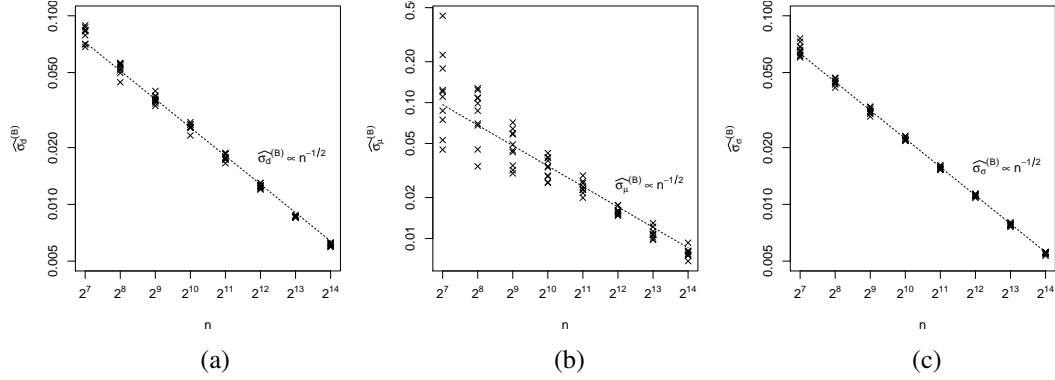 0.005 0.010 0.020 0.050 0.100
σ̂_d^(B)
σ̂_d^(B) ∝ n^−1/2
2^7 2^8 2^9 2^10 2^11 2^12 2^13 2^14
n
(a)
0.01 0.02 0.05 0.10 0.20 0.5
σ̂_μ^(B)
σ̂_μ^(B) ∝ n^−1/2
2^7 2^8 2^9 2^10 2^11 2^12 2^13 2^14
n
(b)
0.005 0.010 0.020 0.050 0.100
σ̂_σ^(B)
σ̂_σ^(B) ∝ n^−1/2
2^7 2^8 2^9 2^10 2^11 2^12 2^13 2^14
n
(c)